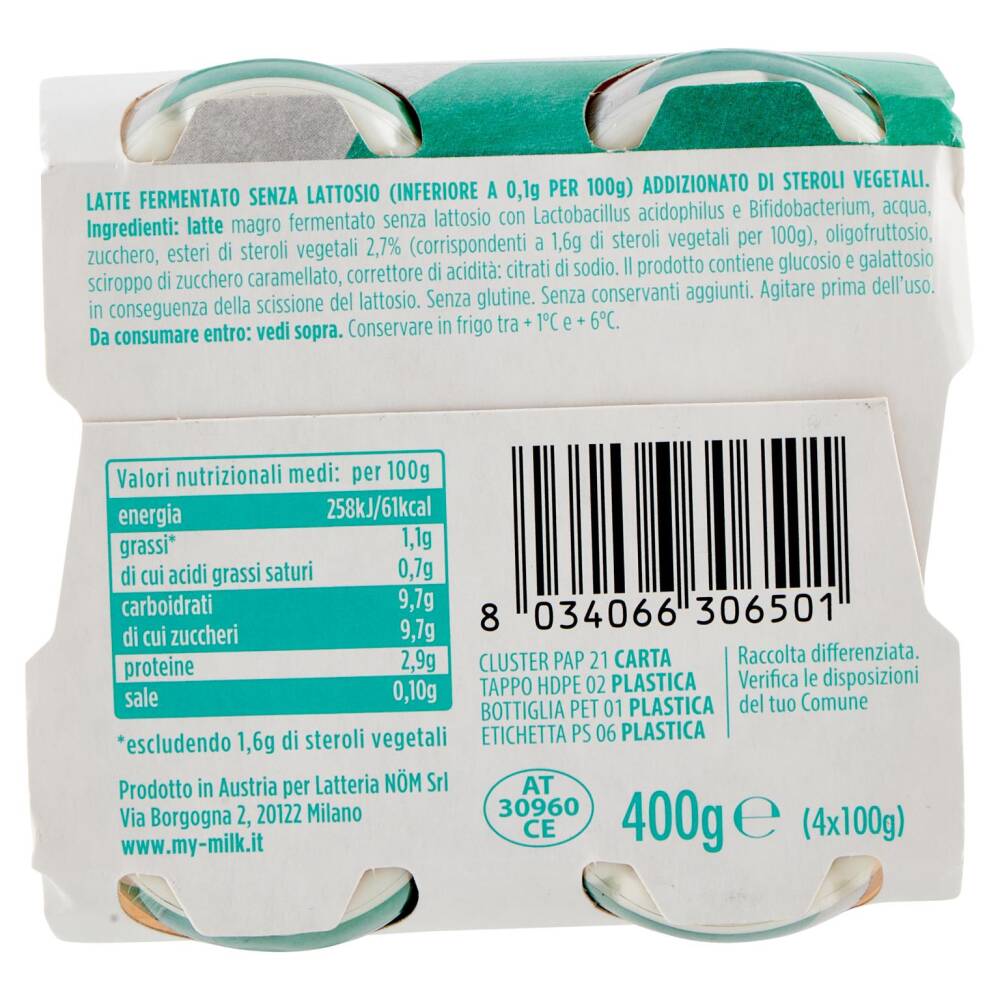 LATTE FERMENTATO SENZA LATTOSIO (INFERIORE A 0,1g PER 100g) ADDIZIONATO DI STEROLI VEGETALI.
Ingredienti: latte magro fermentato senza lattosio con Lactobacillus acidophilus e Bifidobacterium, acqua,
zucchero, esteri di steroli vegetali 2,7% (corrispondenti a 1,6g di steroli vegetali per 100g), oligofruttosio,
sciroppo di zucchero caramellato, correttore di acidità: citrati di sodio. Il prodotto contiene glucosio e galattosio
in conseguenza della scissione del lattosio. Senza glutine. Senza conservanti aggiunti. Agitare prima dell'uso.
Da consumare entro: vedi sopra. Conservare in frigo tra + 1°C e + 6°C.
Valori nutrizionali medi: per 100g
energia 258kJ/61kcal
grassi* 1,1g
di cui acidi grassi saturi 0,7g
carboidrati 9,7g
di cui zuccheri 9,7g
proteine 2,9g
sale 0,10g
*escludendo 1,6g di steroli vegetali
Prodotto in Austria per Latteria NÖM Srl
Via Borgogna 2, 20122 Milano
www.my-milk.it
8 034066 306501
CLUSTER PAP 21 CARTA
TAPPO HDPE 02 PLASTICA
BOTTIGLIA PET 01 PLASTICA
ETICHETTA PS 06 PLASTICA
Raccolta differenziata.
Verifica le disposizioni
del tuo Comune
AT
30960
CE
400g ℮ (4x100g)